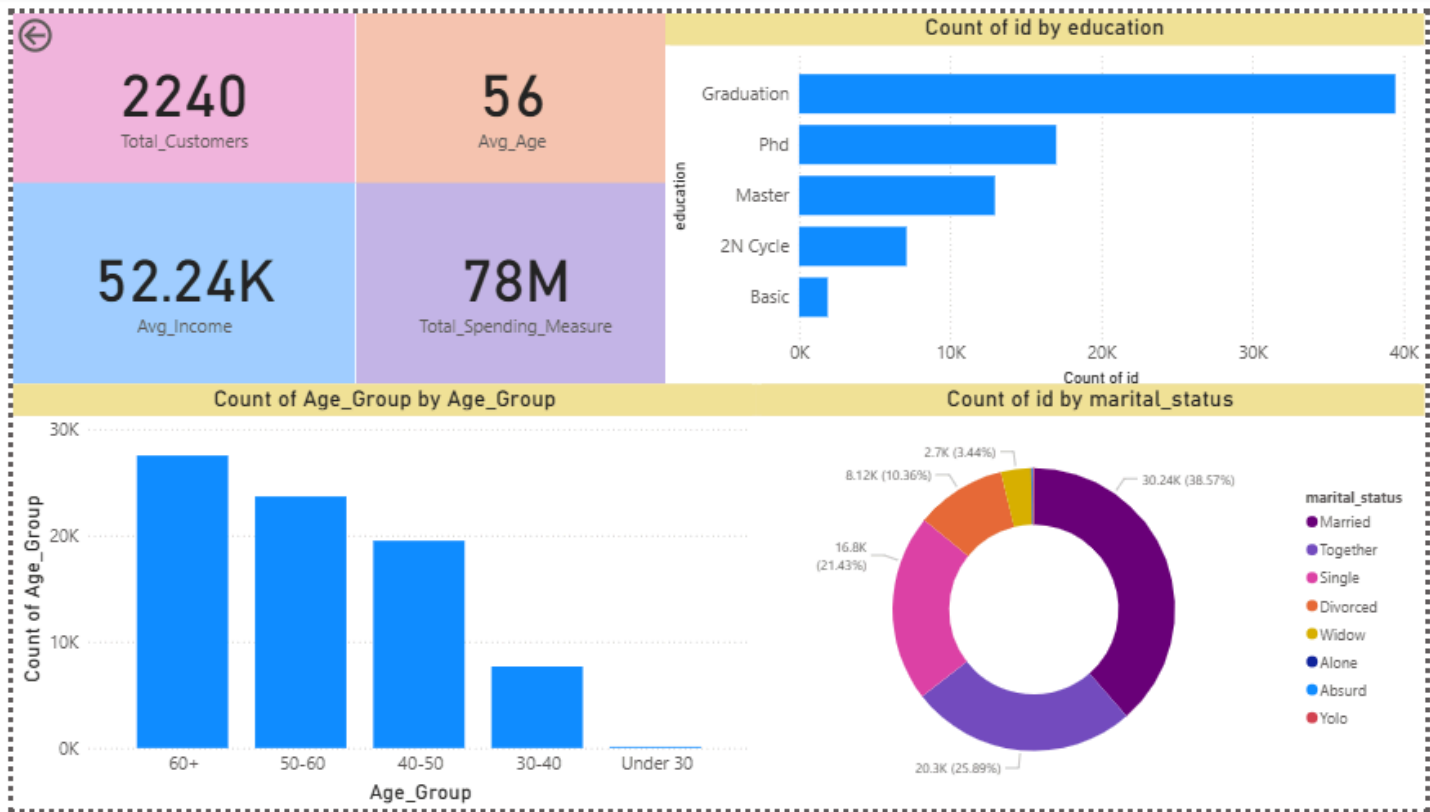 2240
Total_Customers
56
Avg_Age
52.24K
Avg_Income
78M
Total_Spending_Measure
Count of id by education
education
Graduation
Phd
Master
2N Cycle
Basic
0K
10K
20K
30K
40K
Count of id
Count of Age_Group by Age_Group
Count of Age_Group
30K
20K
10K
0K
60+
50-60
40-50
30-40
Under 30
Age_Group
Count of id by marital_status
2.7K (3.44%)
8.12K (10.36%)
16.8K
(21.43%)
30.24K (38.57%)
20.3K (25.89%)
marital_status
Married
Together
Single
Divorced
Widow
Alone
Absurd
Yolo